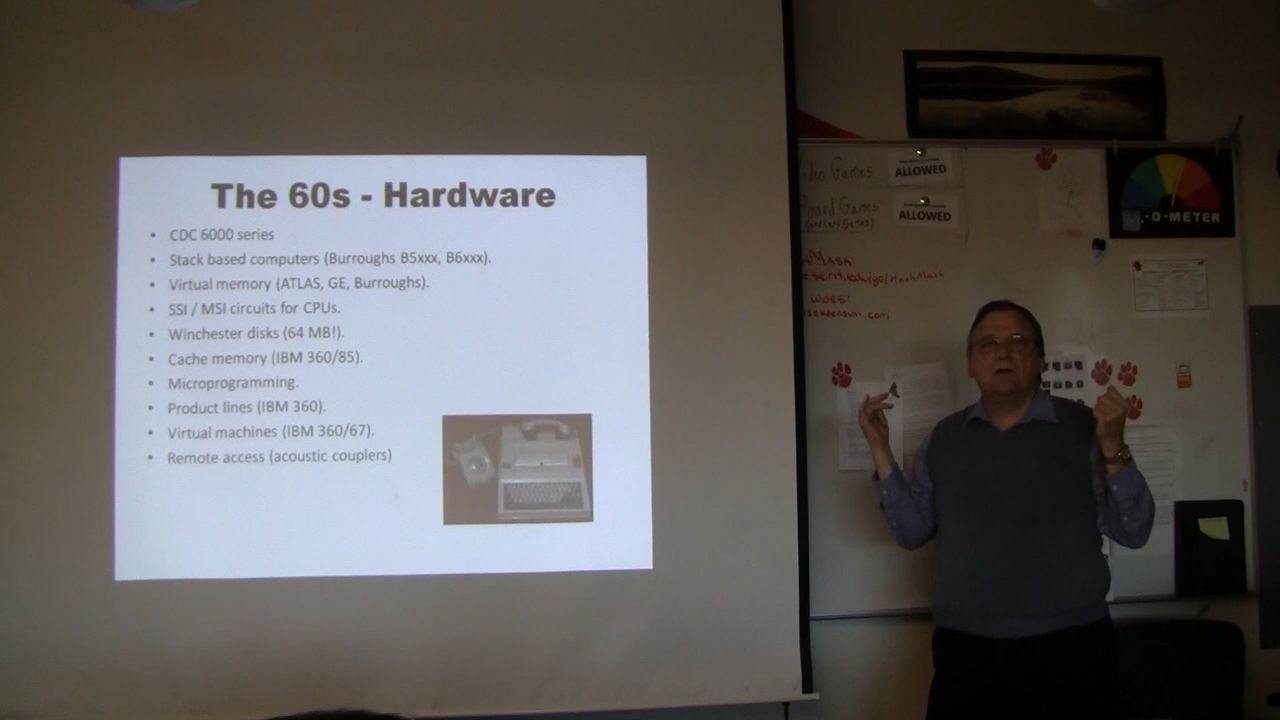 The 60s - Hardware
• CDC 6000 series
• Stack based computers (Burroughs B5xxx, B6xxx).
• Virtual memory (ATLAS, GE, Burroughs).
• SSI / MSI circuits for CPUs.
• Winchester disks (64 MB!).
• Cache memory (IBM 360/85).
• Microprogramming.
• Product lines (IBM 360).
• Virtual machines (IBM 360/67).
• Remote access (acoustic couplers)
Video Games
ALLOWED
Board Games
ALLOWED
-O-METER